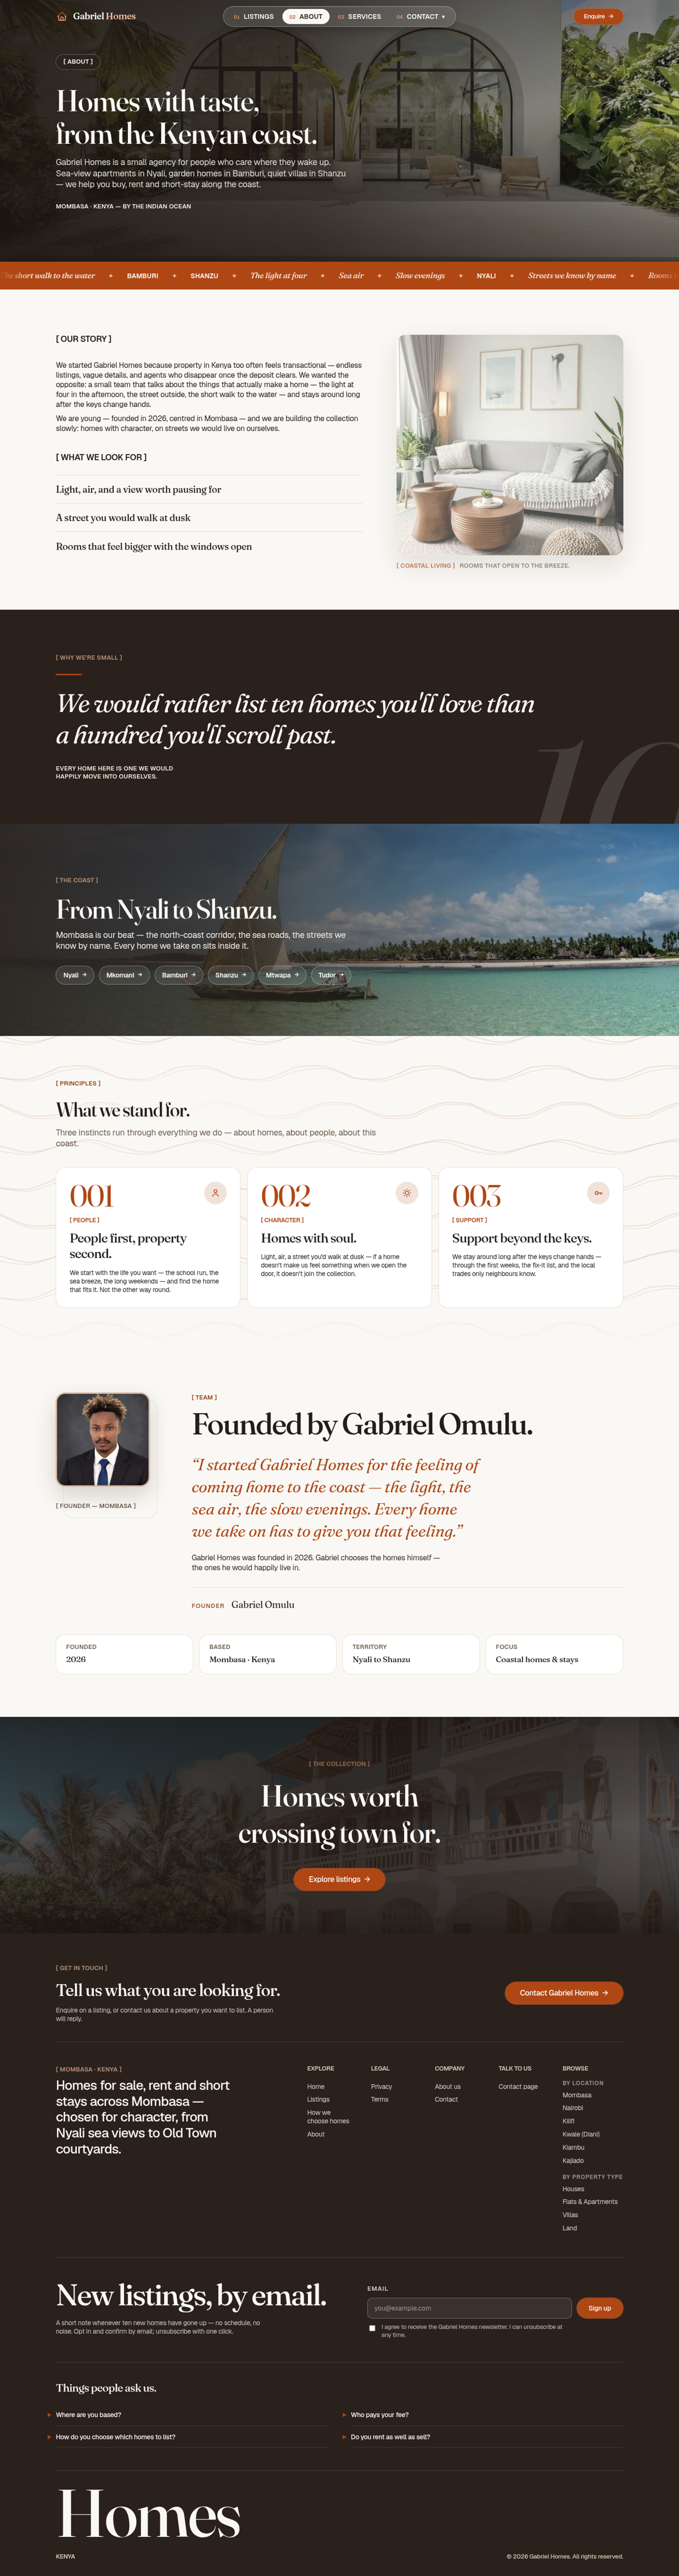 Gabriel Homes
01 LISTINGS
02 ABOUT
03 SERVICES
04 CONTACT ▾
Enquire →
[ ABOUT ]
Homes with taste,
from the Kenyan coast.
Gabriel Homes is a small agency for people who care where they wake up.
Sea-view apartments in Nyali, garden homes in Bamburi, quiet villas in Shanzu
— we help you buy, rent and short-stay along the coast.
MOMBASA · KENYA — BY THE INDIAN OCEAN
The short walk to the water + BAMBURI + SHANZU + The light at four + Sea air + Slow evenings + NYALI + Streets we know by name + Rooms
[ OUR STORY ]
We started Gabriel Homes because property in Kenya too often feels transactional — endless
listings, vague details, and agents who disappear once the deposit clears. We wanted the
opposite: a small team that talks about the things that actually make a home — the light at
four in the afternoon, the street outside, the short walk to the water — and stays around long
after the keys change hands.
We are young — founded in 2026, centred in Mombasa — and we are building the collection
slowly: homes with character, on streets we would live on ourselves.
[ WHAT WE LOOK FOR ]
Light, air, and a view worth pausing for
A street you would walk at dusk
Rooms that feel bigger with the windows open
[ COASTAL LIVING ] ROOMS THAT OPEN TO THE BREEZE.
[ WHY WE'RE SMALL ]
We would rather list ten homes you'll love than
a hundred you'll scroll past.
EVERY HOME HERE IS ONE WE WOULD
HAPPILY MOVE INTO OURSELVES.
10
[ THE COAST ]
From Nyali to Shanzu.
Mombasa is our beat — the north-coast corridor, the sea roads, the streets we
know by name. Every home we take on sits inside it.
Nyali → Mkomani → Bamburi → Shanzu → Mtwapa → Tudor →
[ PRINCIPLES ]
What we stand for.
Three instincts run through everything we do — about homes, about people, about this
coast.
001
[ PEOPLE ]
People first, property
second.
We start with the life you want — the school run, the
sea breeze, the long weekends — and find the home
that fits it. Not the other way round.
002
[ CHARACTER ]
Homes with soul.
Light, air, a street you'd walk at dusk — if a home
doesn't make us feel something when we open the
door, it doesn't join the collection.
003
[ SUPPORT ]
Support beyond the keys.
We stay around long after the keys change hands —
through the first weeks, the fix-it list, and the local
trades only neighbours know.
[ FOUNDER — MOMBASA ]
[ TEAM ]
Founded by Gabriel Omulu.
“I started Gabriel Homes for the feeling of
coming home to the coast — the light, the
sea air, the slow evenings. Every home
we take on has to give you that feeling.”
Gabriel Homes was founded in 2026. Gabriel chooses the homes himself —
the ones he would happily live in.
FOUNDER Gabriel Omulu
FOUNDED
2026
BASED
Mombasa · Kenya
TERRITORY
Nyali to Shanzu
FOCUS
Coastal homes & stays
[ THE COLLECTION ]
Homes worth
crossing town for.
Explore listings →
[ GET IN TOUCH ]
Tell us what you are looking for.
Enquire on a listing, or contact us about a property you want to list. A person
will reply.
Contact Gabriel Homes →
[ MOMBASA · KENYA ]
Homes for sale, rent and short
stays across Mombasa —
chosen for character, from
Nyali sea views to Old Town
courtyards.
EXPLORE
Home
Listings
How we
choose homes
About
LEGAL
Privacy
Terms
COMPANY
About us
Contact
TALK TO US
Contact page
BROWSE
BY LOCATION
Mombasa
Nairobi
Kilifi
Kwale (Diani)
Kiambu
Kajiado
BY PROPERTY TYPE
Houses
Flats & Apartments
Villas
Land
New listings, by email.
A short note whenever ten new homes have gone up — no schedule, no
noise. Opt in and confirm by email; unsubscribe with one click.
EMAIL
you@example.com
Sign up
I agree to receive the Gabriel Homes newsletter. I can unsubscribe at
any time.
Things people ask us.
Where are you based?
Who pays your fee?
How do you choose which homes to list?
Do you rent as well as sell?
Homes
KENYA
© 2026 Gabriel Homes. All rights reserved.